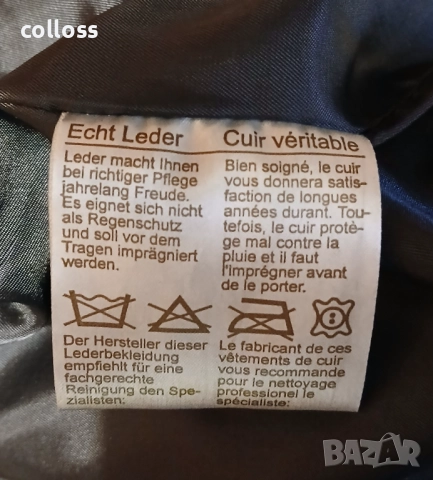 colloss
Echt Leder
Leder macht Ihnen
bei richtiger Pflege
jahrelang Freude.
Es eignet sich nicht
als Regenschutz
und soll vor dem
Tragen imprägniert
werden.
Der Hersteller dieser
Lederbekleidung
empfiehlt für eine
fachgerechte
Reinigung den Spe-
zialisten:
Cuir véritable
Bien soigné, le cuir
vous donnera satis-
faction de longues
années durant. Tou-
tefois, le cuir protè-
ge mal contre la
pluie et il faut
l'imprégner avant
de le porter.
Le fabricant de ces
vêtements de cuir
vous recommande
pour le nettoyage
professionel le
spécialiste:
BAZAR